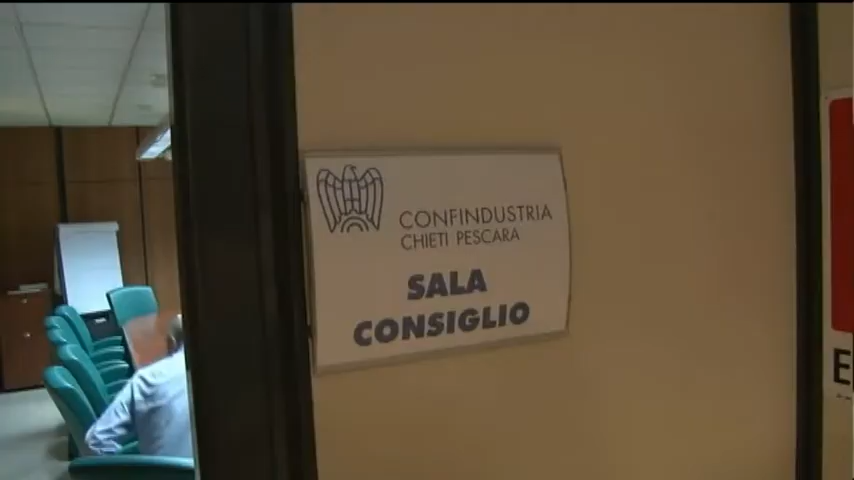 CONFINDUSTRIA
CHIETI PESCARA
SALA
CONSIGLIO
E